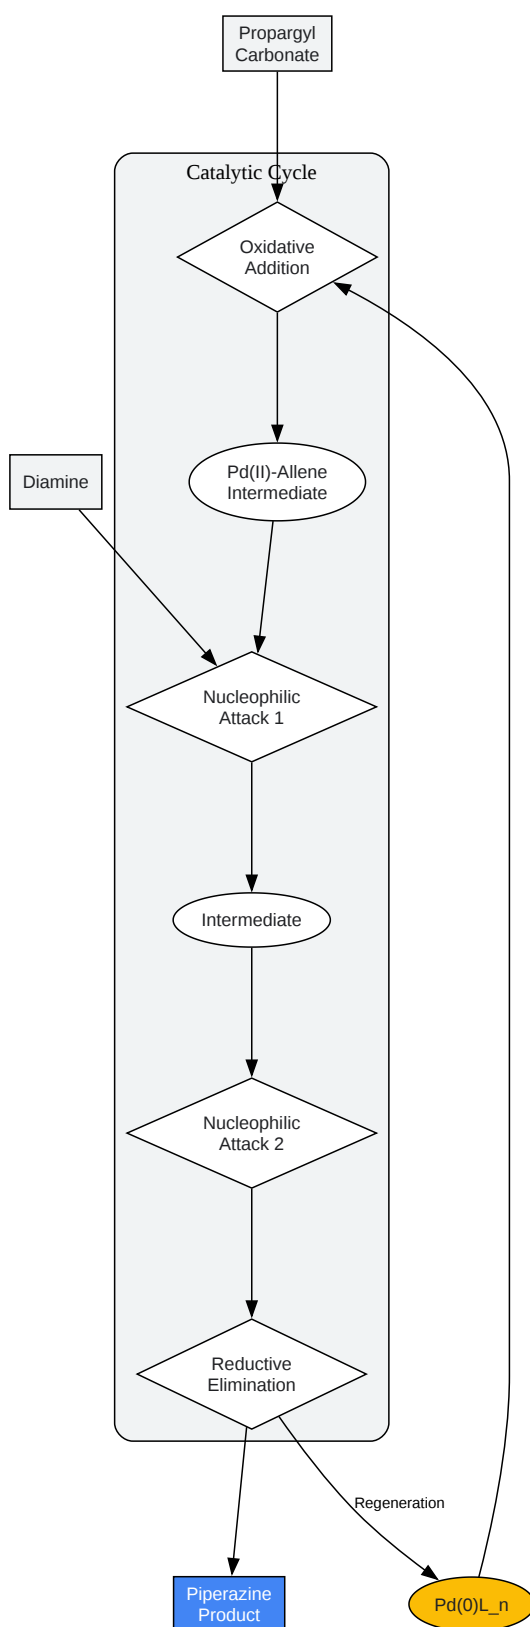 Propargyl
Carbonate
Catalytic Cycle
Oxidative
Addition
Pd(II)-Allene
Intermediate
Diamine
Nucleophilic
Attack 1
Intermediate
Nucleophilic
Attack 2
Reductive
Elimination
Regeneration
Piperazine
Product
Pd(0)L_n